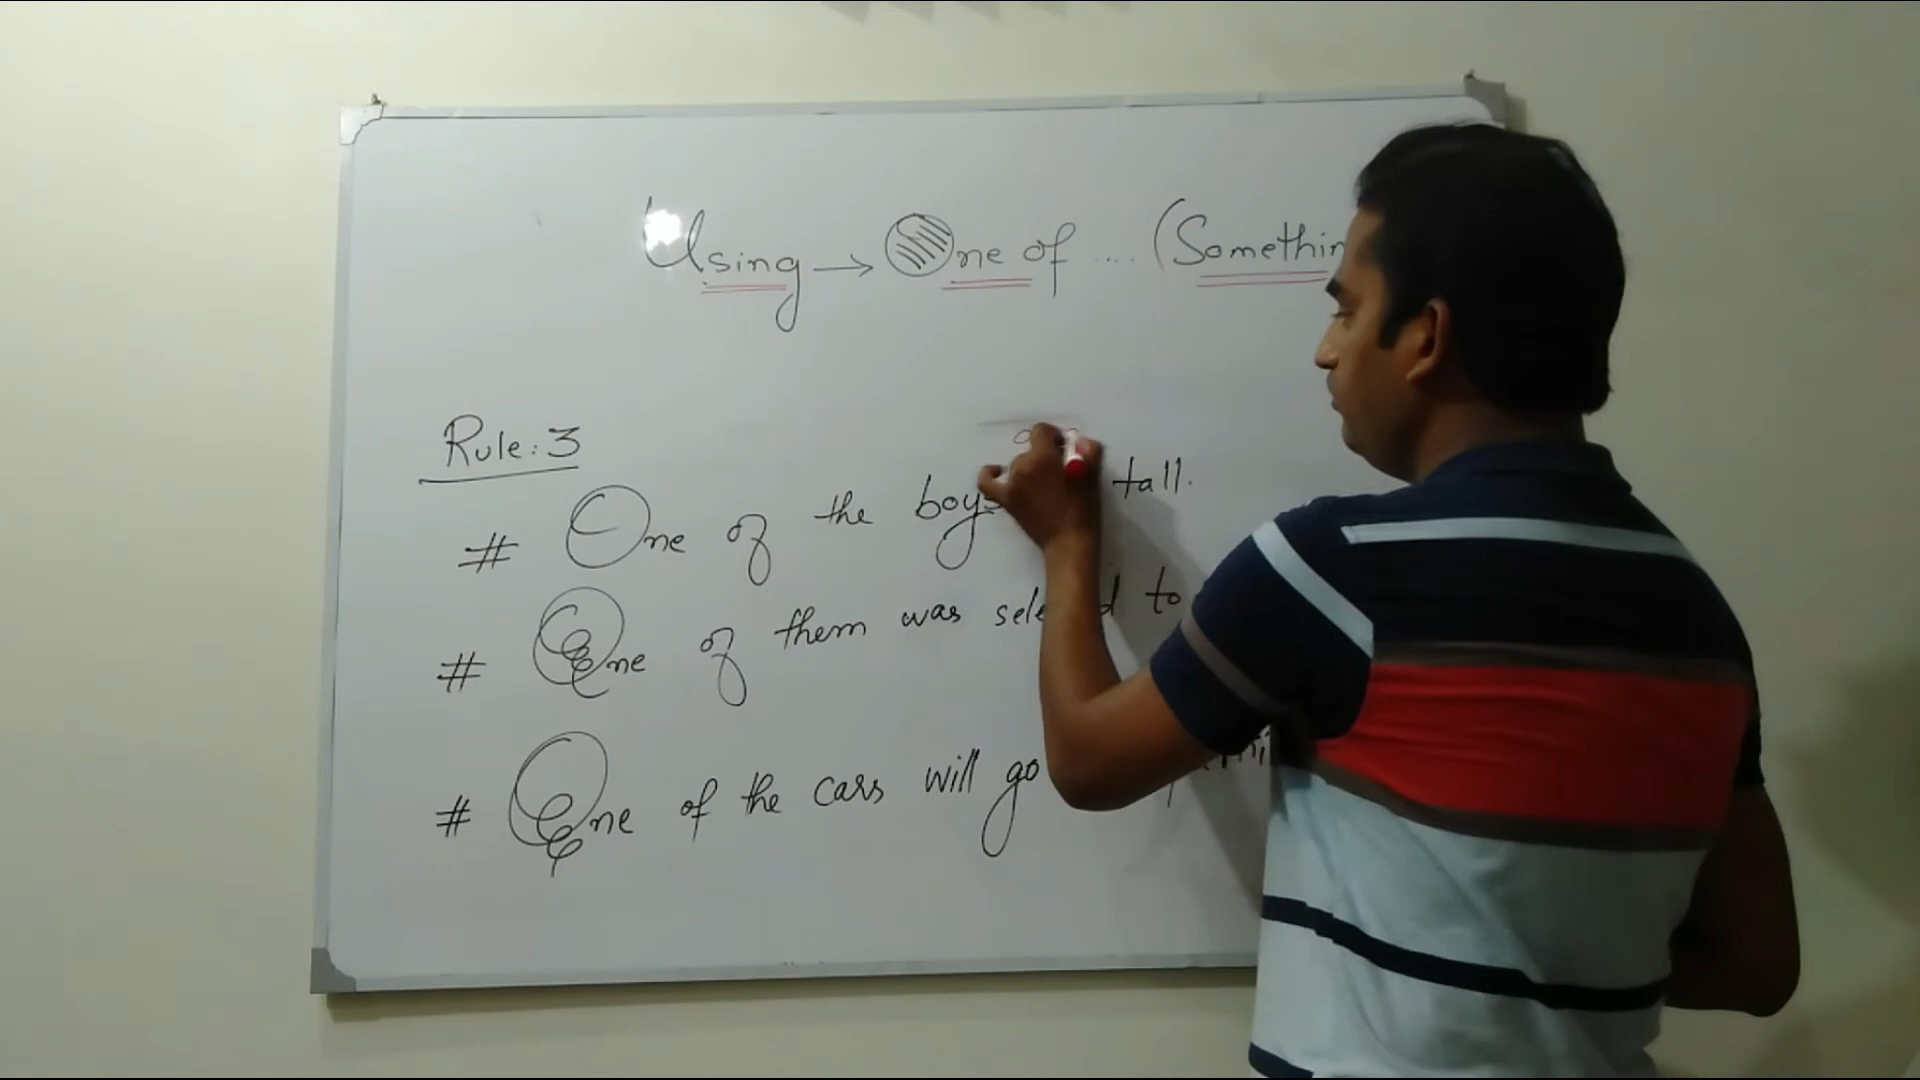 Using → One of .... (Somethin
Rule: 3
# One of the boys tall.
# One of them was sele d to
# One of the cars will go